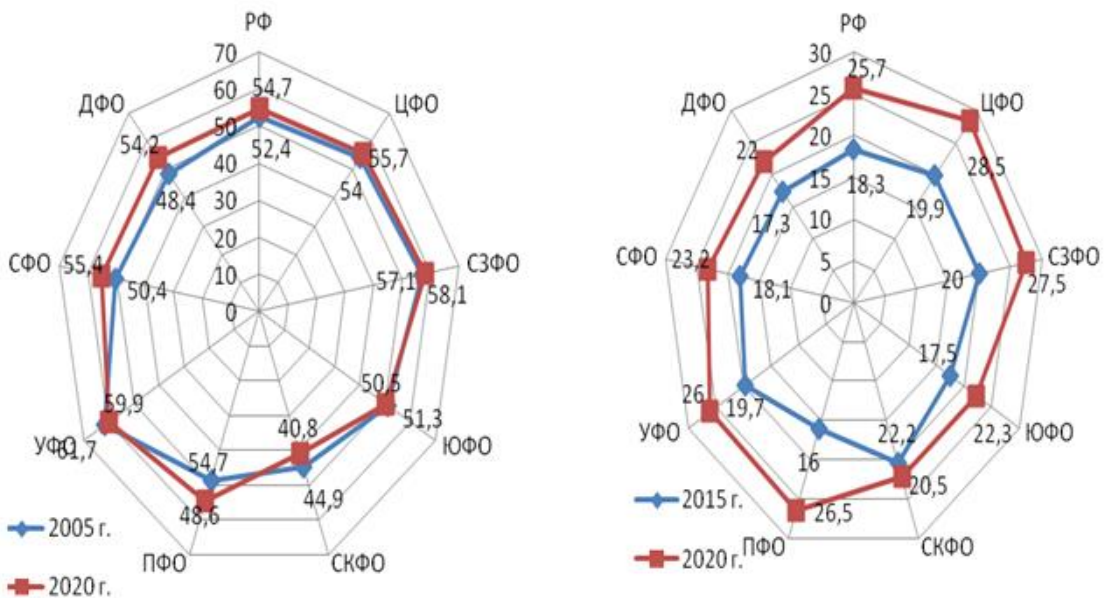 РФ
70
60
50
40
30
20
10
0
ЦФО
СЗФО
ЮФО
СКФО
ПФО
УФО
СФО
ДФО
54,7
52,4
55,7
54
57,1
58,1
50,5
51,3
40,8
44,9
54,7
48,6
59,9
61,7
55,4
50,4
54,2
48,4
2005 г.
2020 г.
РФ
30
25
20
15
10
5
0
ЦФО
СЗФО
ЮФО
СКФО
ПФО
УФО
СФО
ДФО
25,7
18,3
28,5
19,9
20
27,5
17,5
22,3
22,2
20,5
16
26,5
26
19,7
23,2
18,1
22
17,3
2015 г.
2020 г.